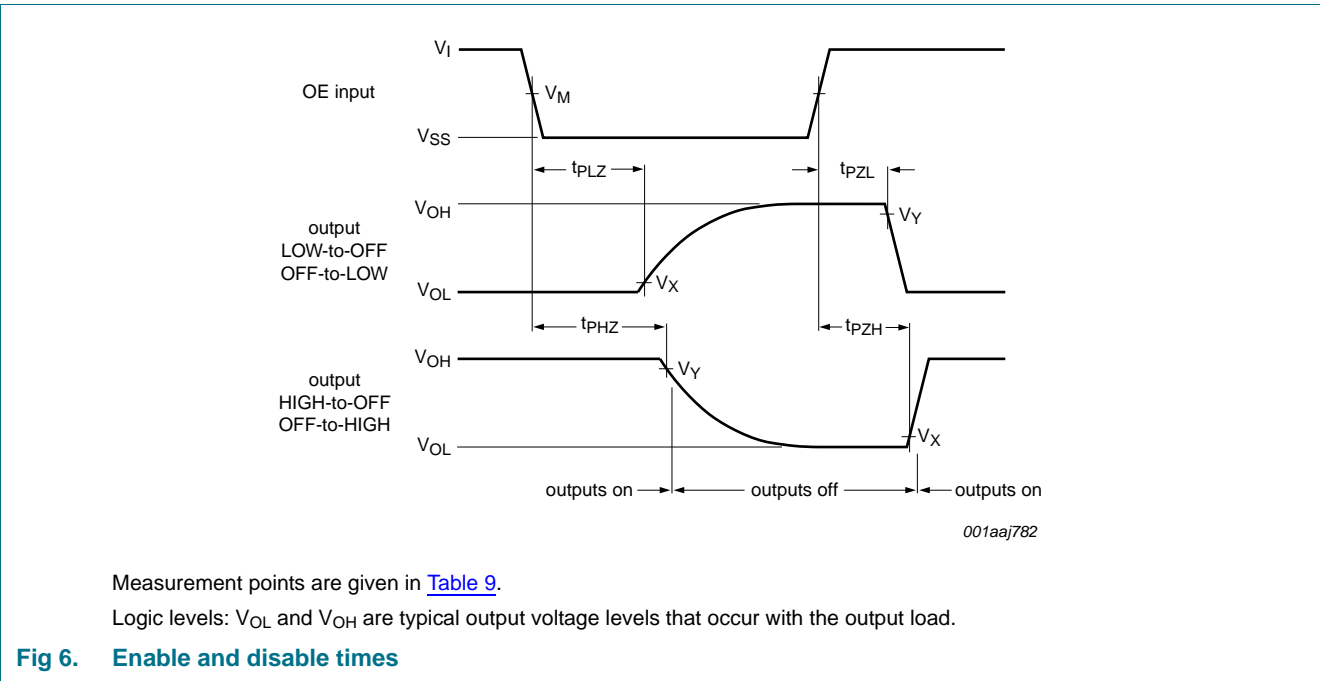 VI
OE input
VM
VSS
tPLZ
tPZL
VOH
output
LOW-to-OFF
OFF-to-LOW
VY
VX
VOL
tPHZ
tPZH
VOH
output
HIGH-to-OFF
OFF-to-HIGH
VY
VOL
VX
outputs on
outputs off
outputs on
001aaj782
Measurement points are given in Table 9.
Logic levels: VOL and VOH are typical output voltage levels that occur with the output load.
Fig 6. Enable and disable times